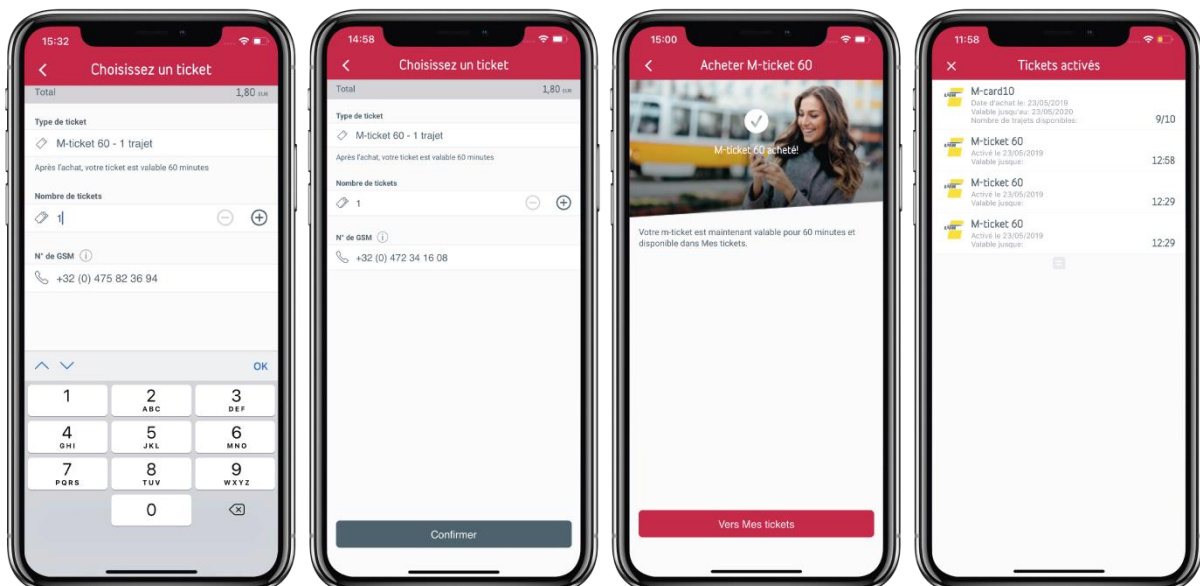 15:32
Choisissez un ticket
Total 1,80 EUR
Type de ticket
M-ticket 60 - 1 trajet
Après l'achat, votre ticket est valable 60 minutes
Nombre de tickets
1
N° de GSM
+32 (0) 475 82 36 94
OK
1
2 ABC
3 DEF
4 GHI
5 JKL
6 MNO
7 PQRS
8 TUV
9 WXYZ
0
14:58
Choisissez un ticket
Total 1,80 EUR
Type de ticket
M-ticket 60 - 1 trajet
Après l'achat, votre ticket est valable 60 minutes
Nombre de tickets
1
N° de GSM
+32 (0) 472 34 16 08
Confirmer
15:00
Acheter M-ticket 60
M-ticket 60 acheté!
Votre m-ticket est maintenant valable pour 60 minutes et
disponible dans Mes tickets.
Vers Mes tickets
11:58
Tickets activés
M-card10
Date d'achat le: 23/05/2019
Valable jusqu'au: 23/05/2020
Nombre de trajets disponibles: 9/10
M-ticket 60
Activé le 23/05/2019
Valable jusque: 12:58
M-ticket 60
Activé le 23/05/2019
Valable jusque: 12:29
M-ticket 60
Activé le 23/05/2019
Valable jusque: 12:29